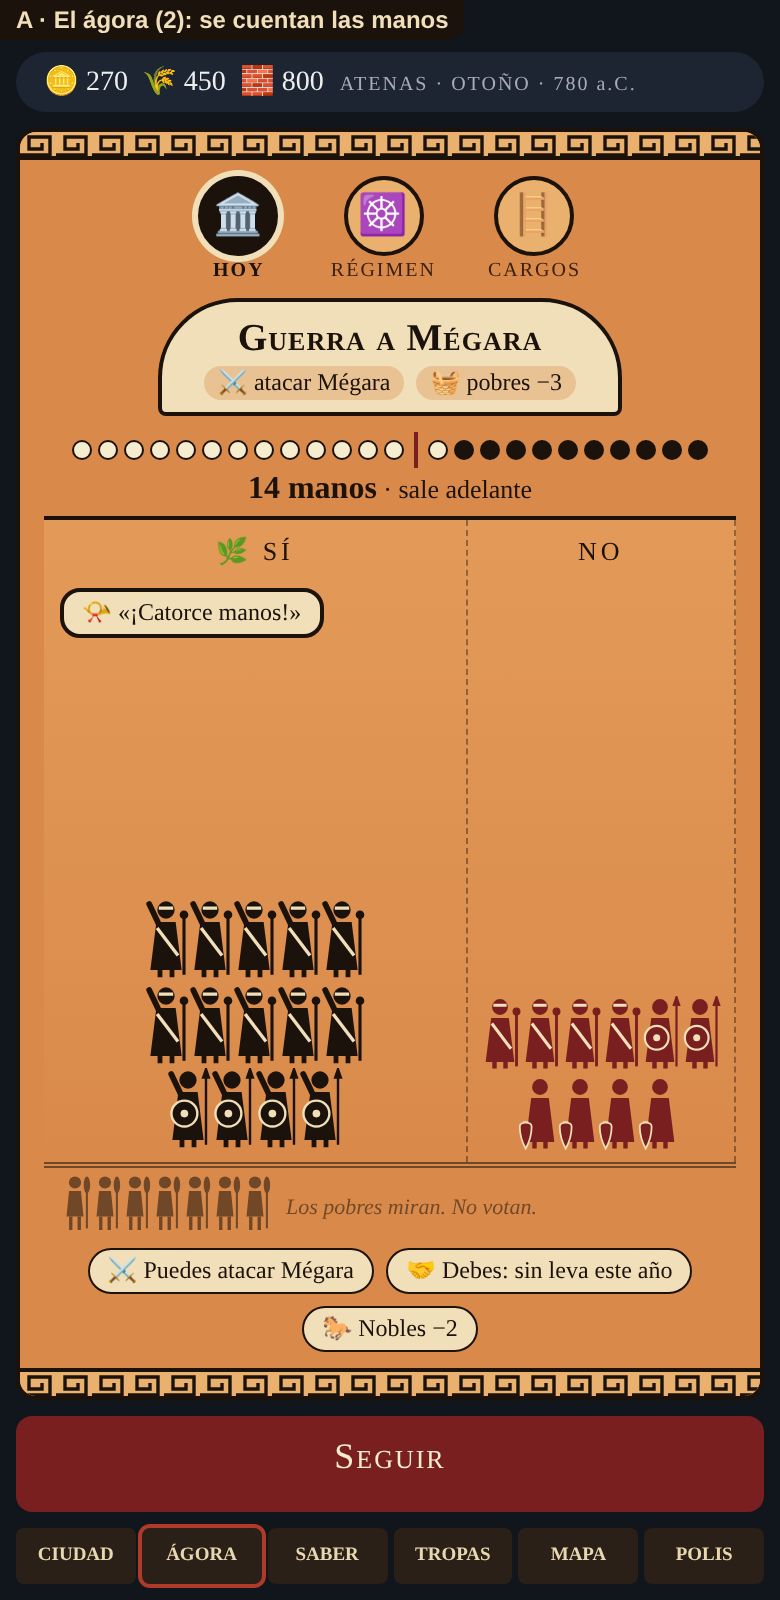 A · El ágora (2): se cuentan las manos
270 450 800 ATENAS · OTOÑO · 780 a.C.
HOY RÉGIMEN CARGOS
Guerra a Mégara
atacar Mégara pobres −3
14 manos · sale adelante
SÍ NO
«¡Catorce manos!»
Los pobres miran. No votan.
Puedes atacar Mégara Debes: sin leva este año
Nobles −2
Seguir
CIUDAD ÁGORA SABER TROPAS MAPA POLIS